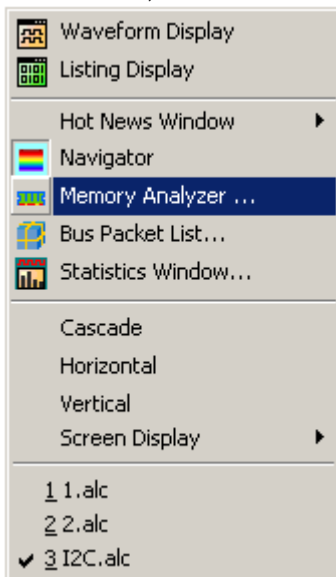 Waveform Display
Listing Display
Hot News Window
Navigator
Memory Analyzer ...
Bus Packet List...
Statistics Window...
Cascade
Horizontal
Vertical
Screen Display
1 1.alc
2 2.alc
3 I2C.alc